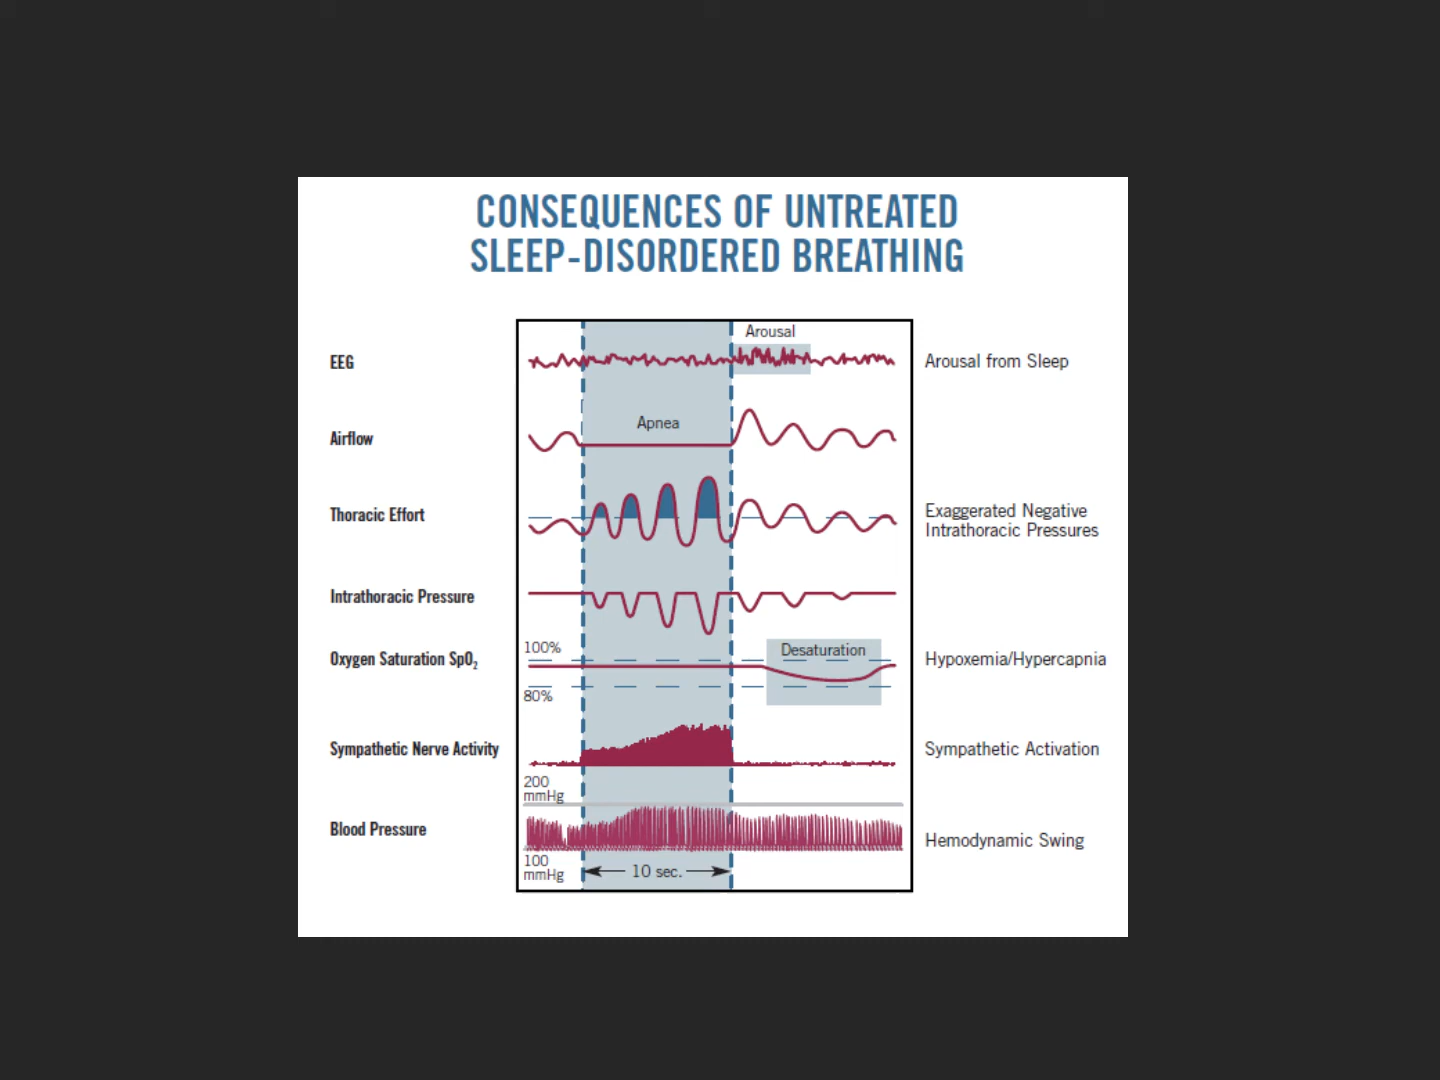 CONSEQUENCES OF UNTREATED
SLEEP-DISORDERED BREATHING
Arousal
EEG
Arousal from Sleep
Apnea
Airflow
Thoracic Effort
Exaggerated Negative
Intrathoracic Pressures
Intrathoracic Pressure
100%
Desaturation
Oxygen Saturation SpO₂
Hypoxemia/Hypercapnia
80%
Sympathetic Nerve Activity
Sympathetic Activation
200
mmHg
Blood Pressure
Hemodynamic Swing
100
mmHg
10 sec.